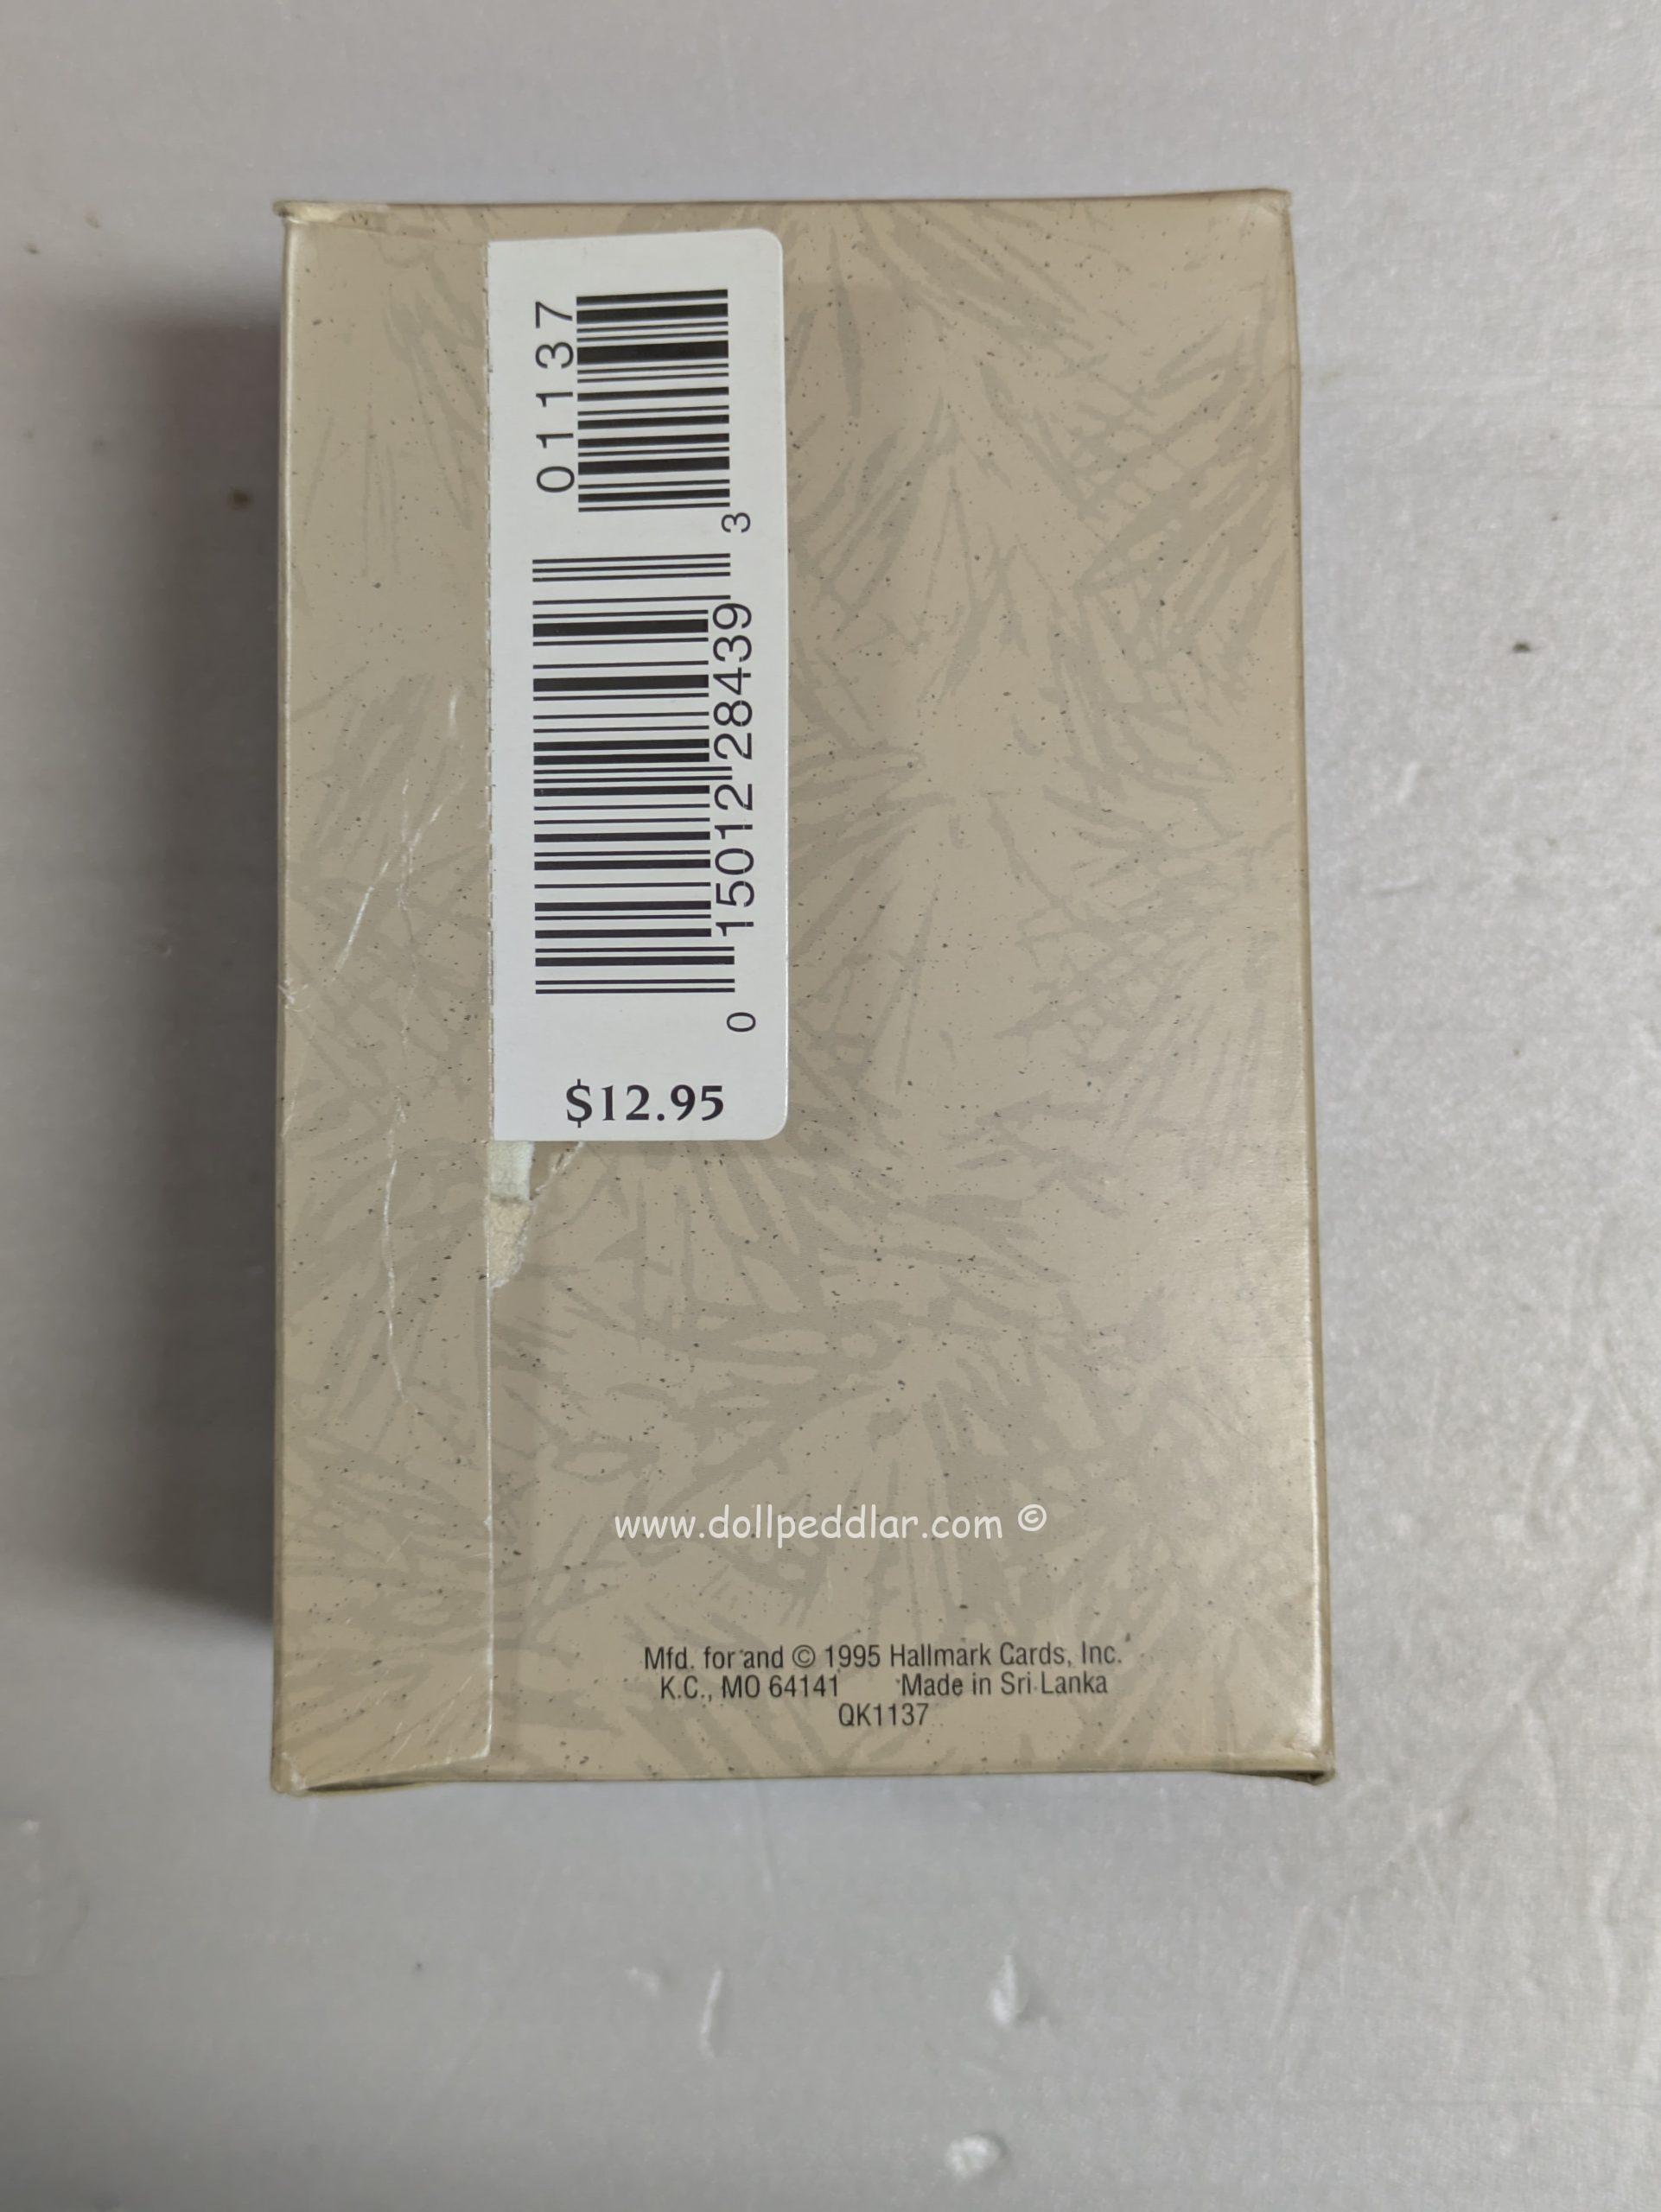 01137
0 15012 28439 3
$12.95
www.dollpeddlar.com ©
Mfd. for and © 1995 Hallmark Cards, Inc.
K.C., MO 64141 Made in Sri Lanka
QK1137